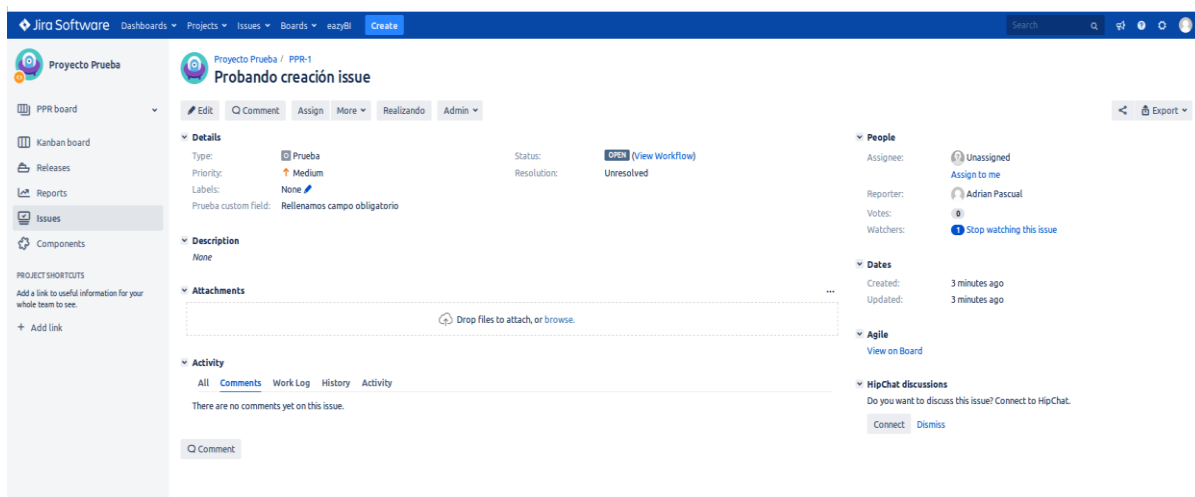 Jira Software Dashboards Projects Issues Boards eazyBI Create Search
Proyecto Prueba
PPR board
Kanban board
Releases
Reports
Issues
Components
PROJECT SHORTCUTS
Add a link to useful information for your
whole team to see.
+ Add link
Proyecto Prueba / PPR-1
Probando creación issue
Edit Comment Assign More Realizando Admin Export
Details
Type: Prueba Status: OPEN (View Workflow)
Priority: Medium Resolution: Unresolved
Labels: None
Prueba custom field: Rellenamos campo obligatorio
Description
None
Attachments ...
Drop files to attach, or browse.
Activity
All Comments Work Log History Activity
There are no comments yet on this issue.
Comment
People
Assignee: Unassigned
Assign to me
Reporter: Adrian Pascual
Votes: 0
Watchers: 1 Stop watching this issue
Dates
Created: 3 minutes ago
Updated: 3 minutes ago
Agile
View on Board
HipChat discussions
Do you want to discuss this issue? Connect to HipChat.
Connect Dismiss